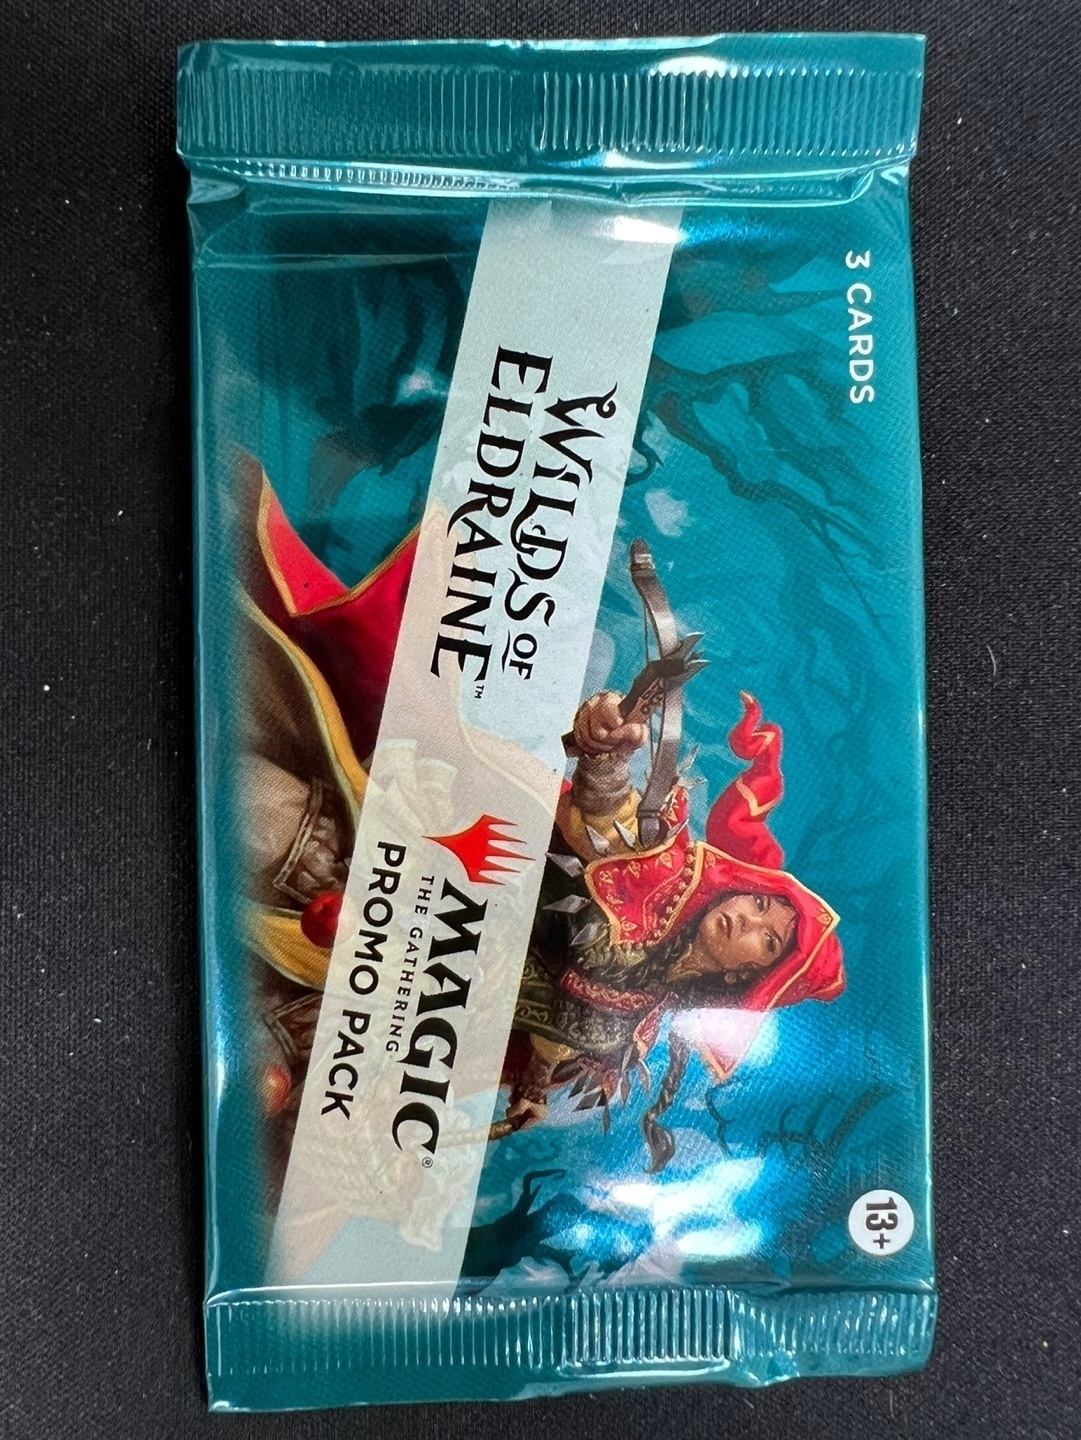 3 CARDS
13+
WILDS OF
ELDRAINE™
MAGIC®
THE GATHERING
PROMO PACK